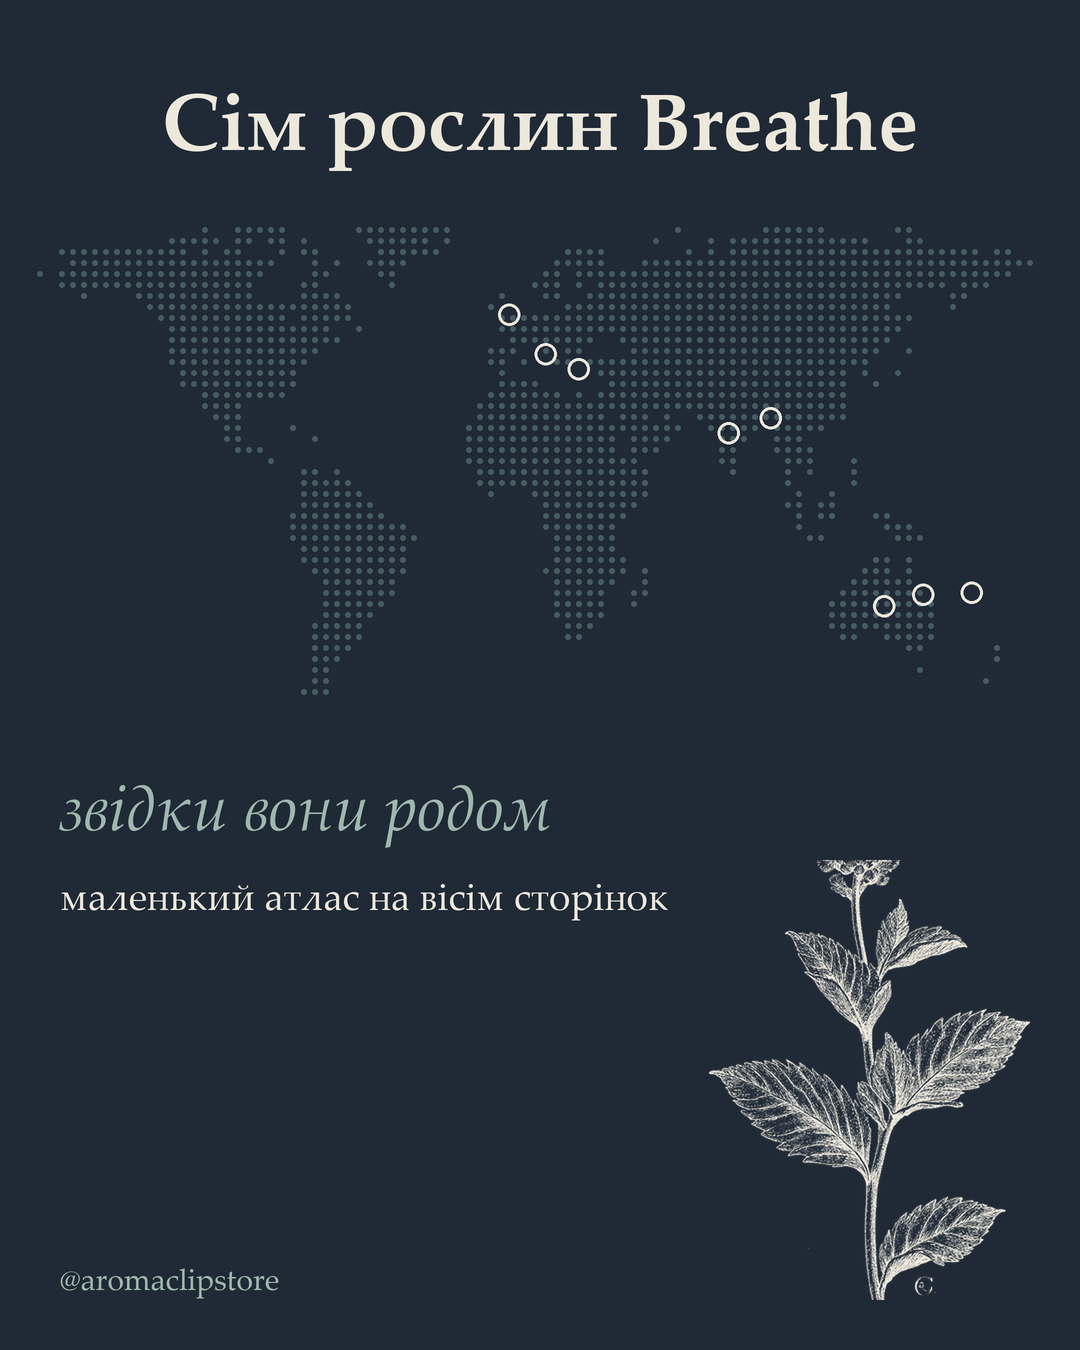 Сім рослин Breathe
звідки вони родом
маленький атлас на вісім сторінок
@aromaclipstore